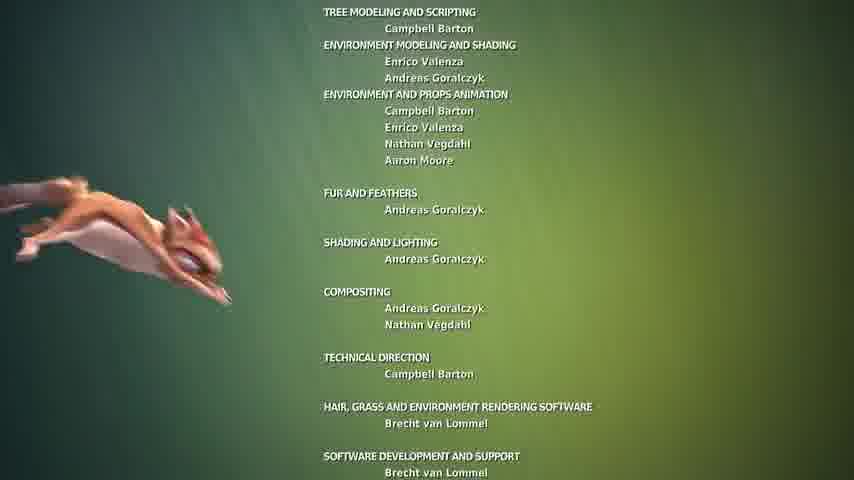 TREE MODELING AND SCRIPTING
Campbell Barton
ENVIRONMENT MODELING AND SHADING
Enrico Valenza
Andreas Goralczyk
ENVIRONMENT AND PROPS ANIMATION
Campbell Barton
Enrico Valenza
Nathan Vegdahl
Aaron Moore
FUR AND FEATHERS
Andreas Goralczyk
SHADING AND LIGHTING
Andreas Goralczyk
COMPOSITING
Andreas Goralczyk
Nathan Vegdahl
TECHNICAL DIRECTION
Campbell Barton
HAIR, GRASS AND ENVIRONMENT RENDERING SOFTWARE
Brecht van Lommel
SOFTWARE DEVELOPMENT AND SUPPORT
Brecht van Lommel